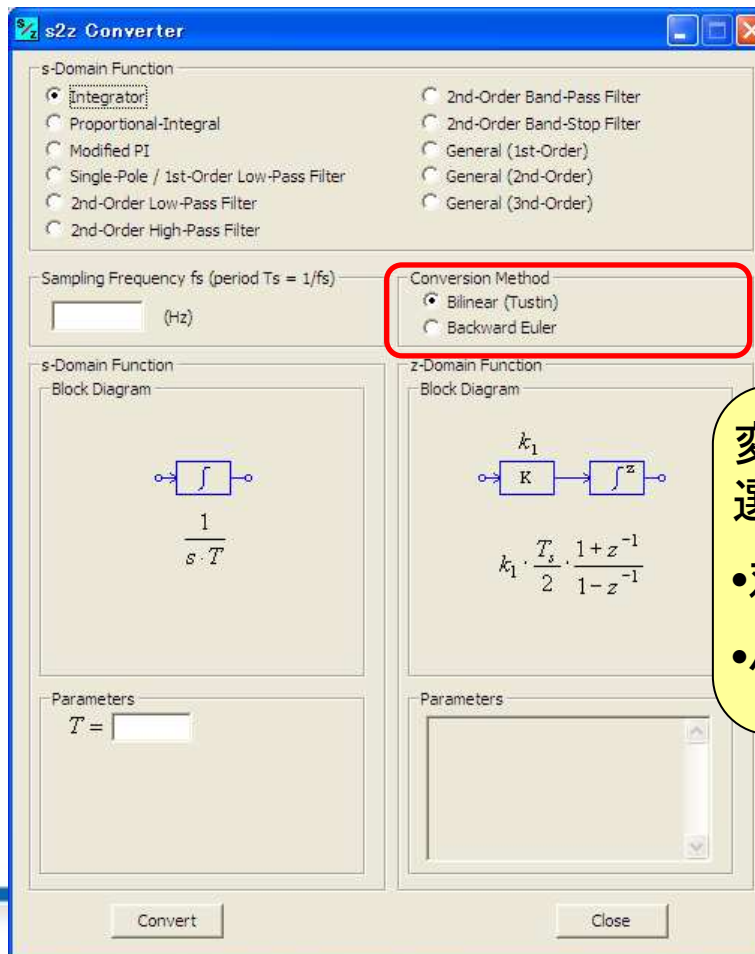 s2z Converter
s-Domain Function
Integrator
Proportional-Integral
Modified PI
Single-Pole / 1st-Order Low-Pass Filter
2nd-Order Low-Pass Filter
2nd-Order High-Pass Filter
2nd-Order Band-Pass Filter
2nd-Order Band-Stop Filter
General (1st-Order)
General (2nd-Order)
General (3nd-Order)
Sampling Frequency fs (period Ts = 1/fs)
(Hz)
Conversion Method
Bilinear (Tustin)
Backward Euler
s-Domain Function
Block Diagram
∫
1
s · T
Parameters
T =
z-Domain Function
Block Diagram
k₁
K ∫ᶻ
k₁ · Tₛ/2 · (1 + z⁻¹)/(1 − z⁻¹)
Parameters
変
選
Convert
Close